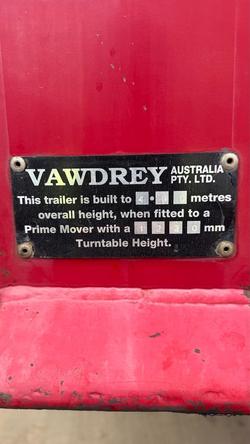 VAWDREY AUSTRALIA PTY. LTD.
This trailer is built to metres
overall height, when fitted to a
Prime Mover with a mm
Turntable Height.